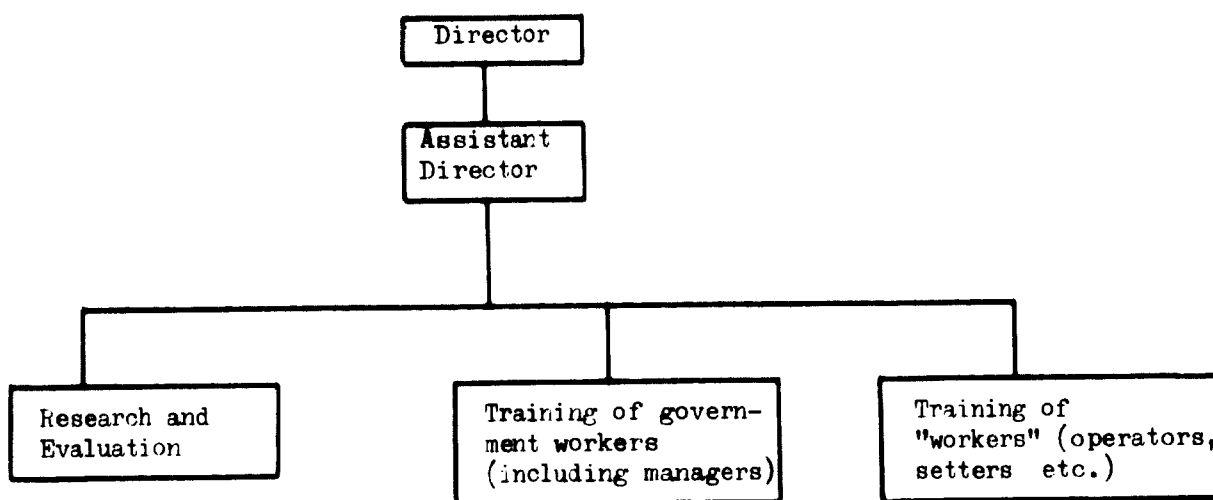 Director
Assistant
Director
Research and
Evaluation
Training of govern-
ment workers
(including managers)
Training of
"workers" (operators,
setters etc.)